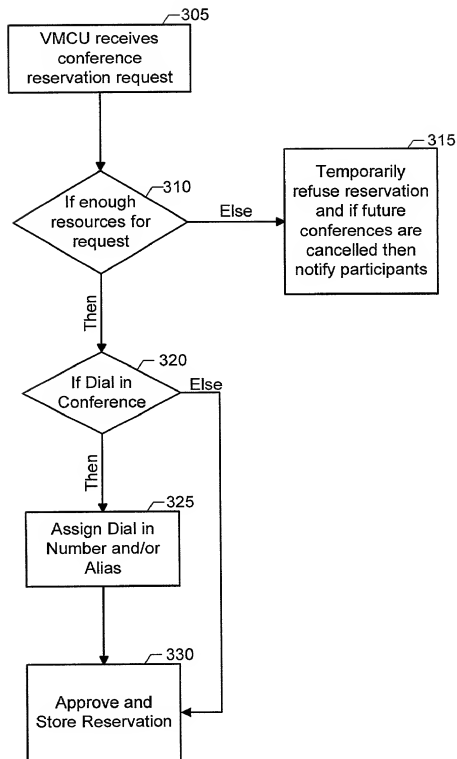 305
VMCU receives
conference
reservation request
310
If enough
resources for
request
Else
315
Temporarily
refuse reservation
and if future
conferences are
cancelled then
notify participants
Then
320
If Dial in
Conference
Else
Then
325
Assign Dial in
Number and/or
Alias
330
Approve and
Store Reservation